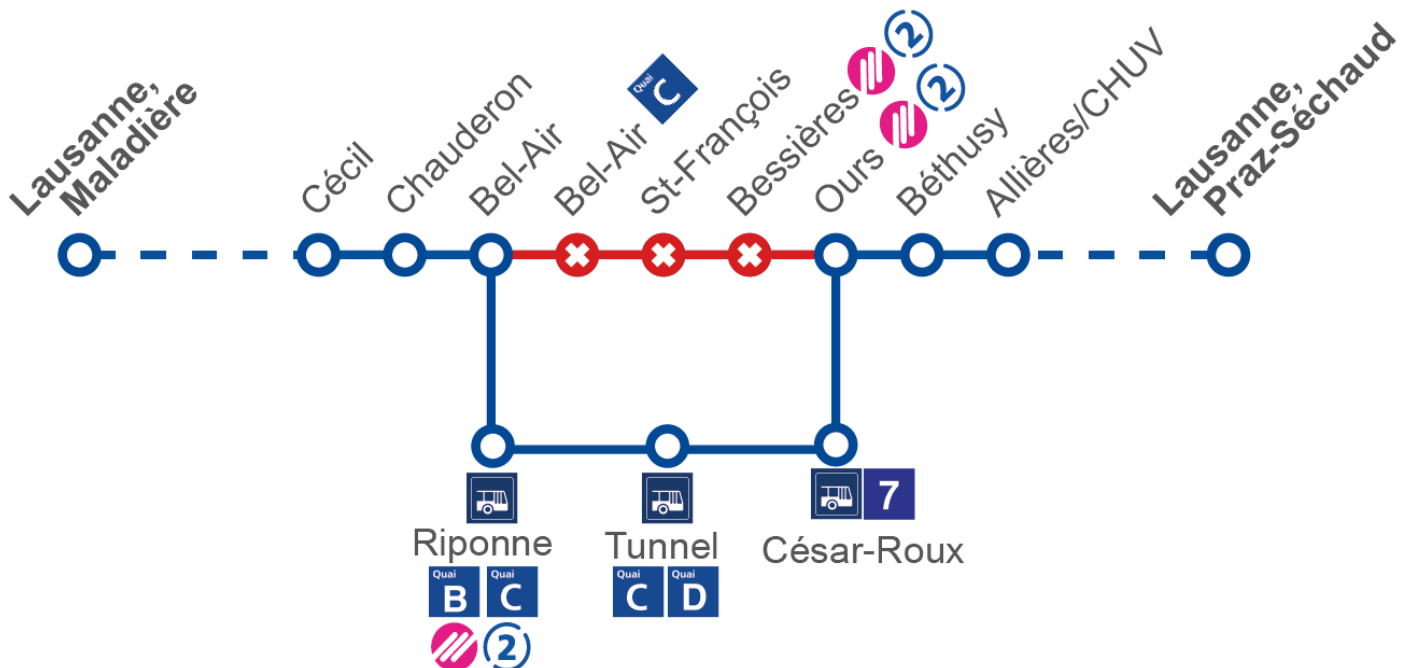 Lausanne,
Maladière
Cécil
Chauderon
Bel-Air
Bel-Air
Quai
C
St-François
Bessières
2
Ours
2
Béthusy
Allières/CHUV
Lausanne,
Praz-Séchaud
7
Riponne
Tunnel
César-Roux
Quai Quai
B C
Quai Quai
C D
2